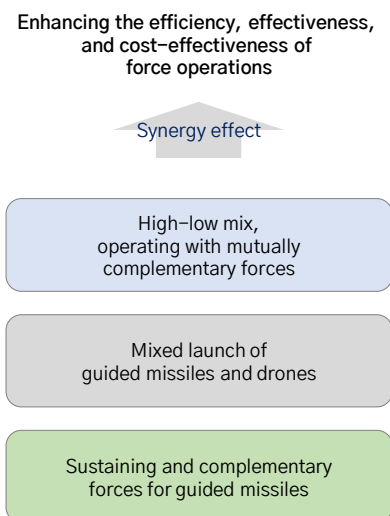 Enhancing the efficiency, effectiveness,
and cost-effectiveness of
force operations
Synergy effect
High-low mix,
operating with mutually
complementary forces
Mixed launch of
guided missiles and drones
Sustaining and complementary
forces for guided missiles